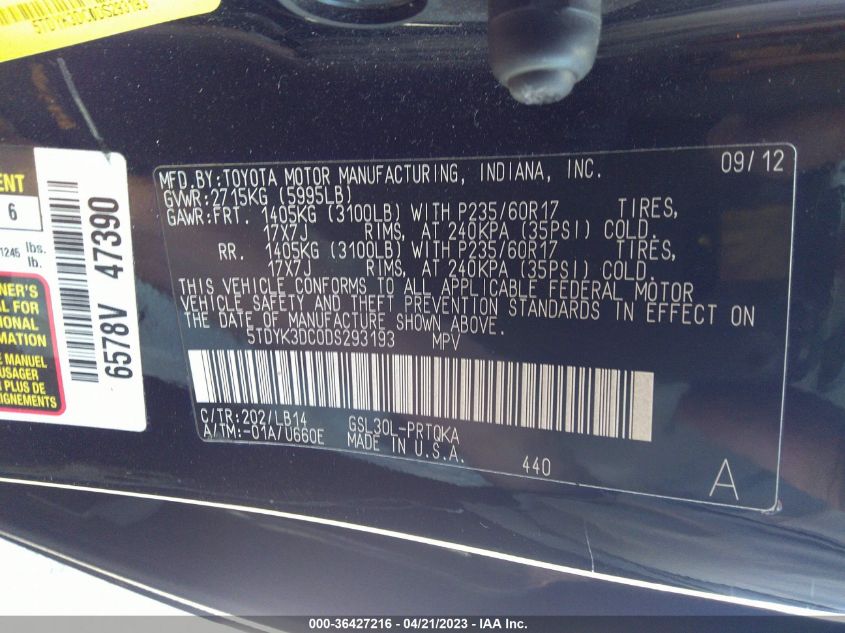 5TDYK3DC0DS293193
MFD.BY:TOYOTA MOTOR MANUFACTURING, INDIANA, INC. 09/12
GVWR:2715KG (5995LB)
GAWR:FRT. 1405KG (3100LB) WITH P235/60R17 TIRES,
17X7J RIMS, AT 240KPA (35PSI) COLD.
RR. 1405KG (3100LB) WITH P235/60R17 TIRES,
17X7J RIMS, AT 240KPA (35PSI) COLD.
THIS VEHICLE CONFORMS TO ALL APPLICABLE FEDERAL MOTOR
VEHICLE SAFETY AND THEFT PREVENTION STANDARDS IN EFFECT ON
THE DATE OF MANUFACTURE SHOWN ABOVE.
5TDYK3DC0DS293193 MPV
C/TR:202/LB14 GSL30L-PRTQKA
A/TM:-01A/U660E MADE IN U.S.A.
440
A
ENT
6
1245 lbs.
lb.
NER'S
AL FOR
IONAL
MATION
E MANUEL
USAGER
N PLUS DE
IGNEMENTS
6578V 47390
000-36427216 - 04/21/2023 - IAA Inc.